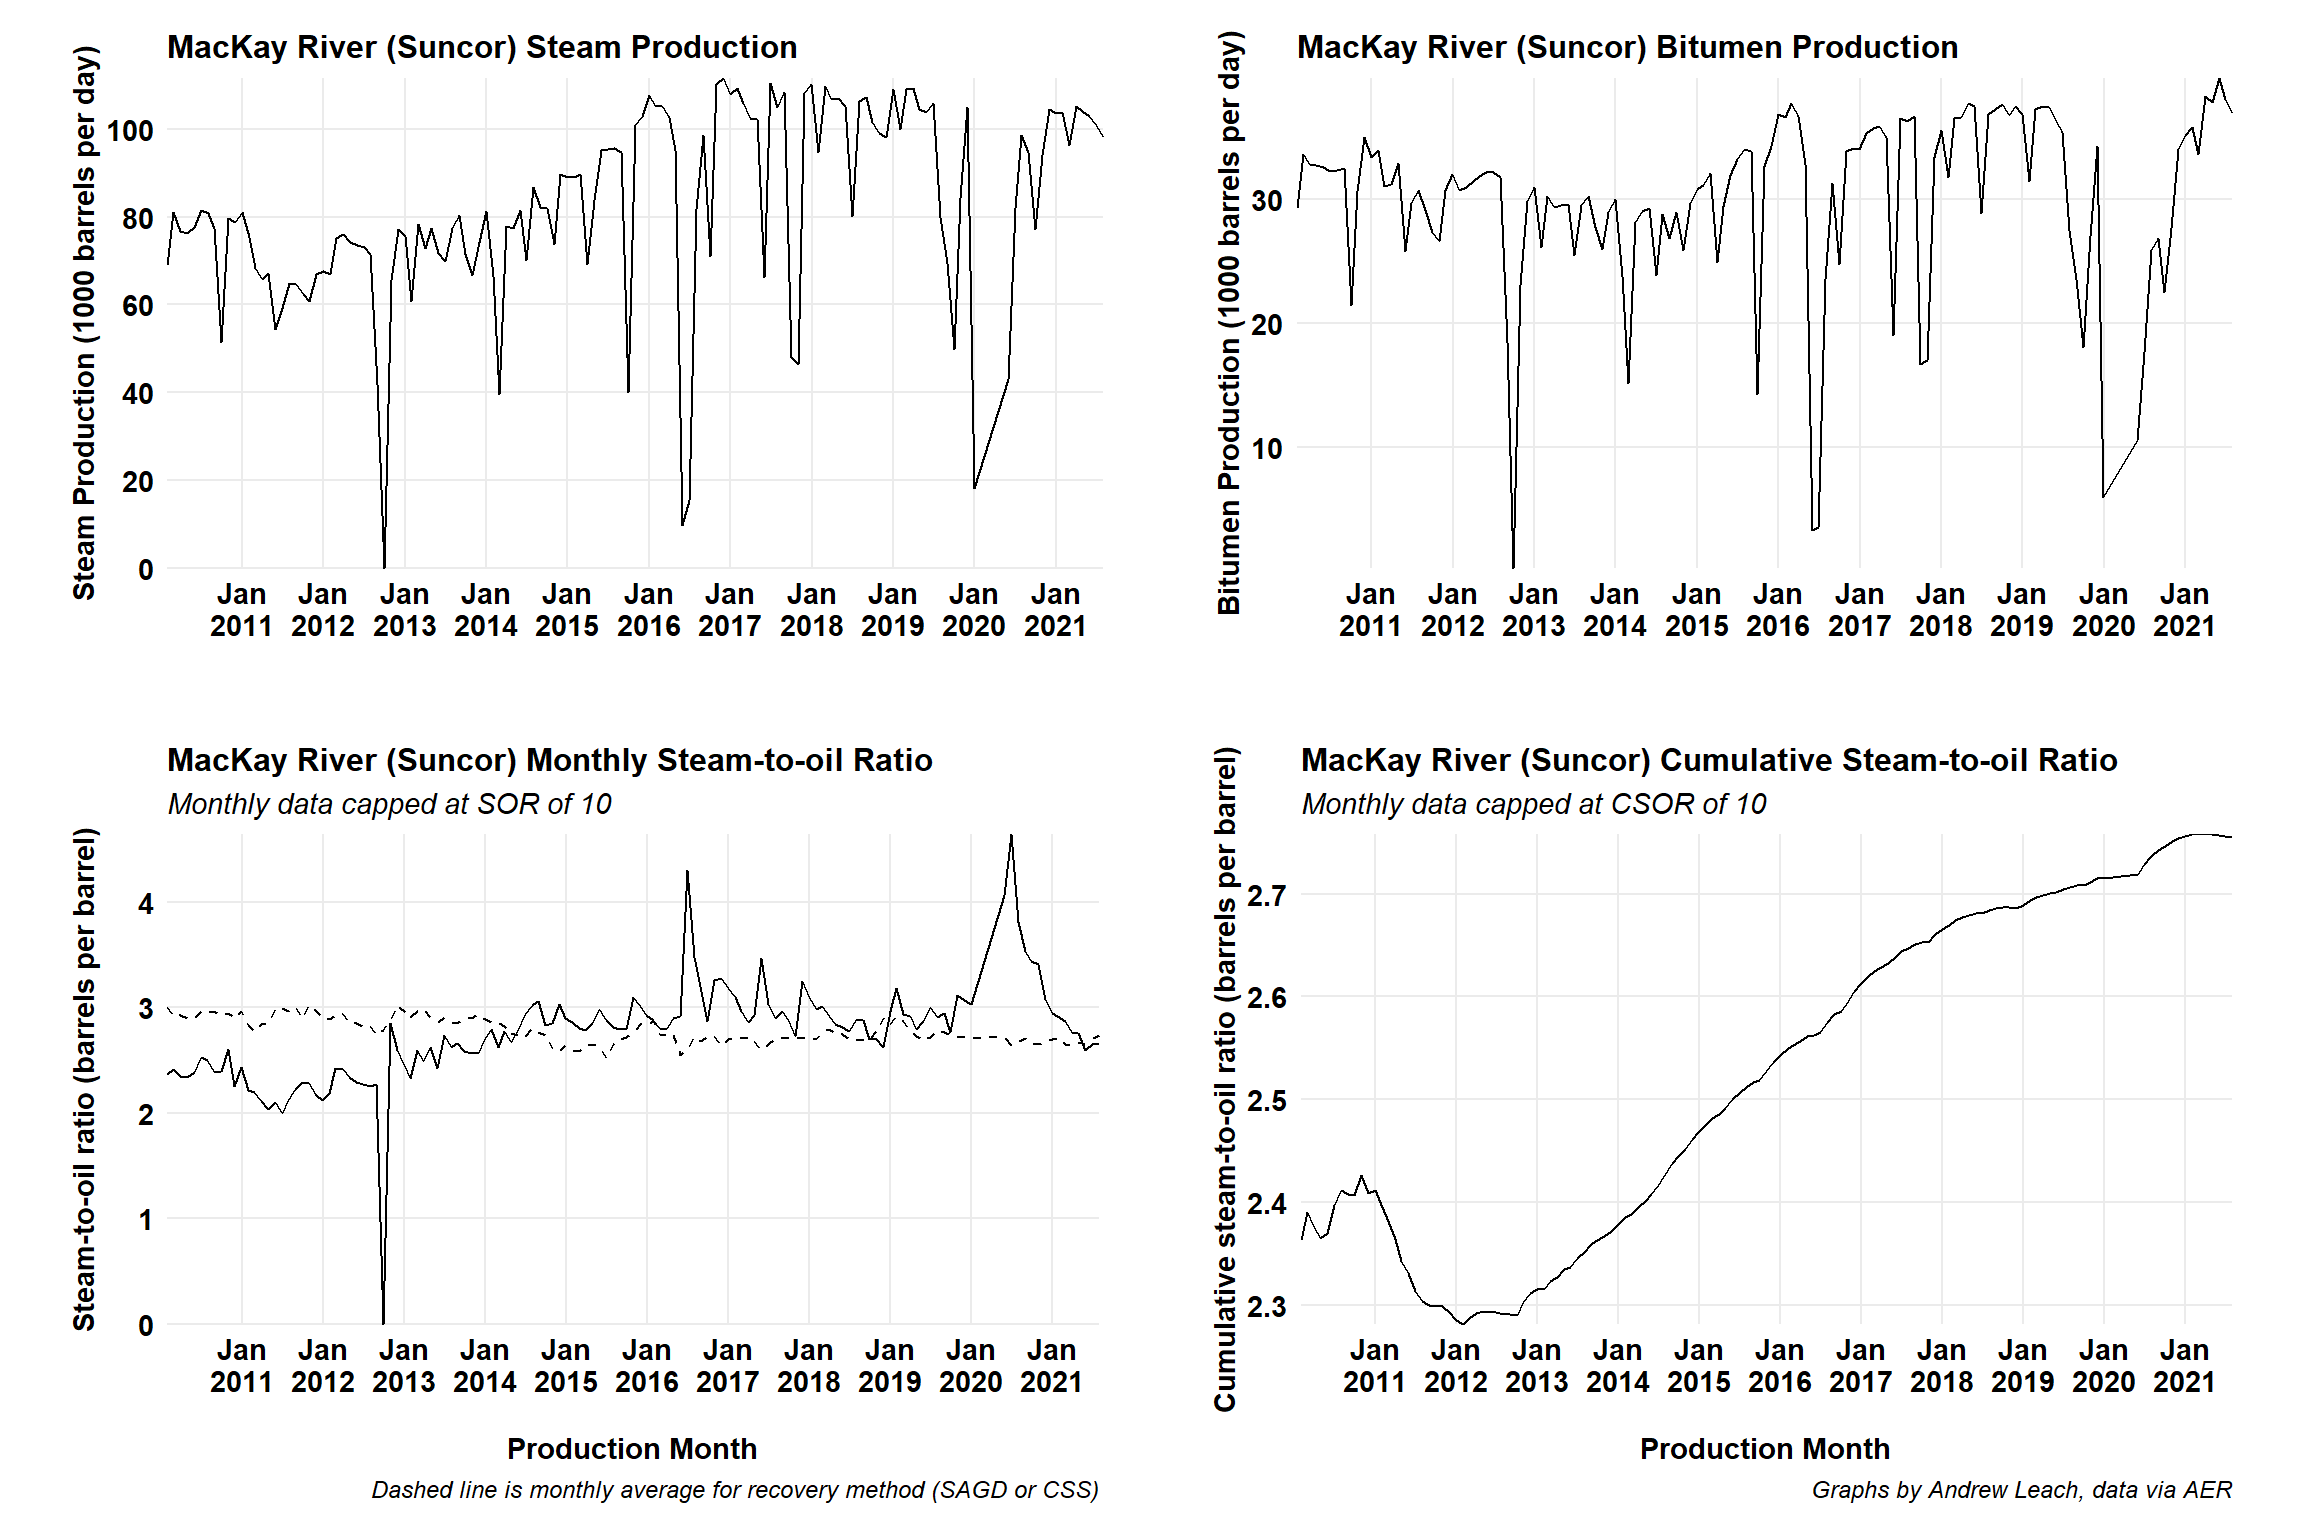 MacKay River (Suncor) Steam Production
Steam Production (1000 barrels per day)
100
80
60
40
20
0
Jan Jan Jan Jan Jan Jan Jan Jan Jan Jan Jan
2011 2012 2013 2014 2015 2016 2017 2018 2019 2020 2021
MacKay River (Suncor) Bitumen Production
Bitumen Production (1000 barrels per day)
30
20
10
Jan Jan Jan Jan Jan Jan Jan Jan Jan Jan Jan
2011 2012 2013 2014 2015 2016 2017 2018 2019 2020 2021
MacKay River (Suncor) Monthly Steam-to-oil Ratio
Monthly data capped at SOR of 10
Steam-to-oil ratio (barrels per barrel)
4
3
2
1
0
Jan Jan Jan Jan Jan Jan Jan Jan Jan Jan Jan
2011 2012 2013 2014 2015 2016 2017 2018 2019 2020 2021
Production Month
Dashed line is monthly average for recovery method (SAGD or CSS)
MacKay River (Suncor) Cumulative Steam-to-oil Ratio
Monthly data capped at CSOR of 10
Cumulative steam-to-oil ratio (barrels per barrel)
2.7
2.6
2.5
2.4
2.3
Jan Jan Jan Jan Jan Jan Jan Jan Jan Jan Jan
2011 2012 2013 2014 2015 2016 2017 2018 2019 2020 2021
Production Month
Graphs by Andrew Leach, data via AER